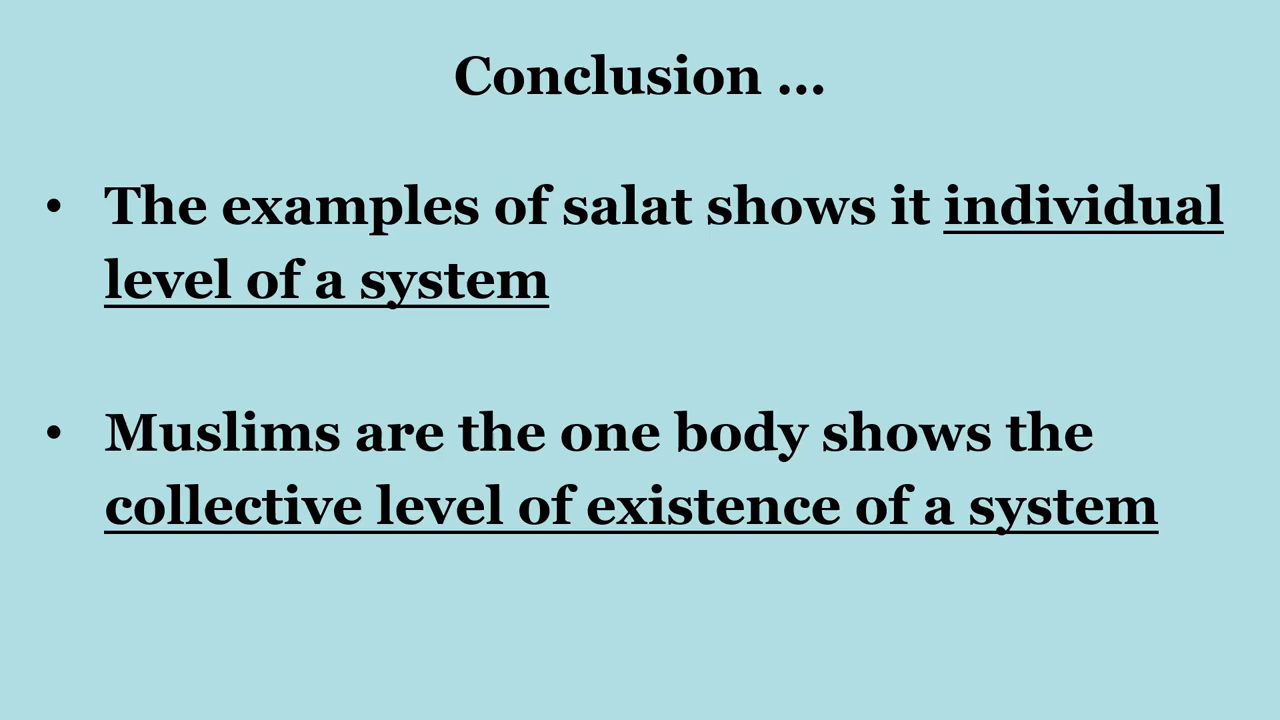 Conclusion ...
• The examples of salat shows it individual
level of a system
• Muslims are the one body shows the
collective level of existence of a system